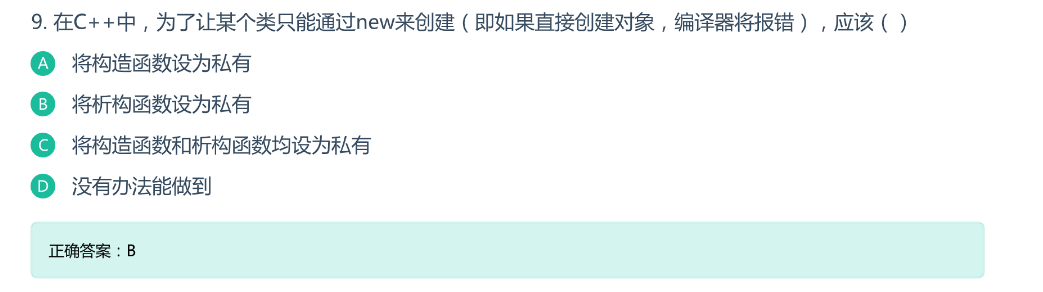 9. 在C++中，为了让某个类只能通过new来创建（即如果直接创建对象，编译器将报错），应该（ ）
A 将构造函数设为私有
B 将析构函数设为私有
C 将构造函数和析构函数均设为私有
D 没有办法能做到
正确答案：B